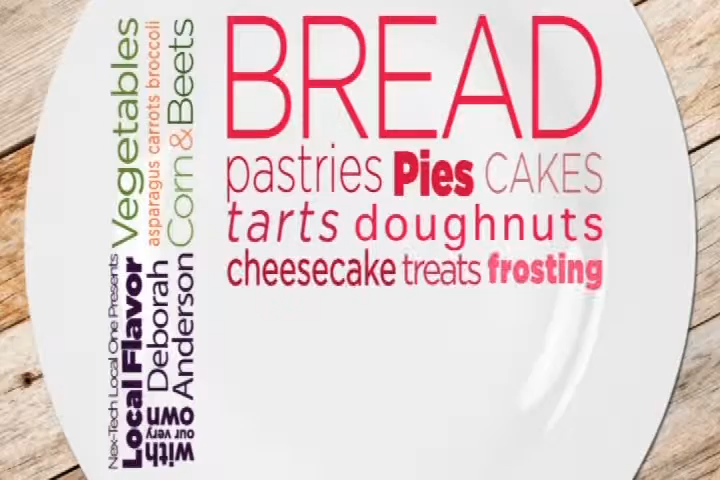 BREAD
pastries Pies CAKES
tarts doughnuts
cheesecake treats frosting
Vegetables
asparagus carrots broccoli
Corn & Beets
Nex-Tech Local One Presents
Local Flavor
Deborah
Anderson
with our very own